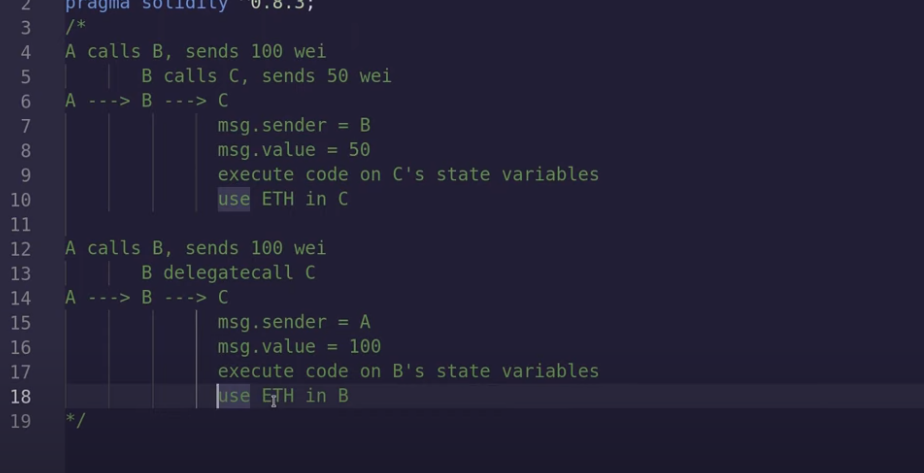 2 pragma solidity ^0.8.3;
3 /*
4 A calls B, sends 100 wei
5 B calls C, sends 50 wei
6 A ---> B ---> C
7 msg.sender = B
8 msg.value = 50
9 execute code on C's state variables
10 use ETH in C
11
12 A calls B, sends 100 wei
13 B delegatecall C
14 A ---> B ---> C
15 msg.sender = A
16 msg.value = 100
17 execute code on B's state variables
18 use ETH in B
19 */